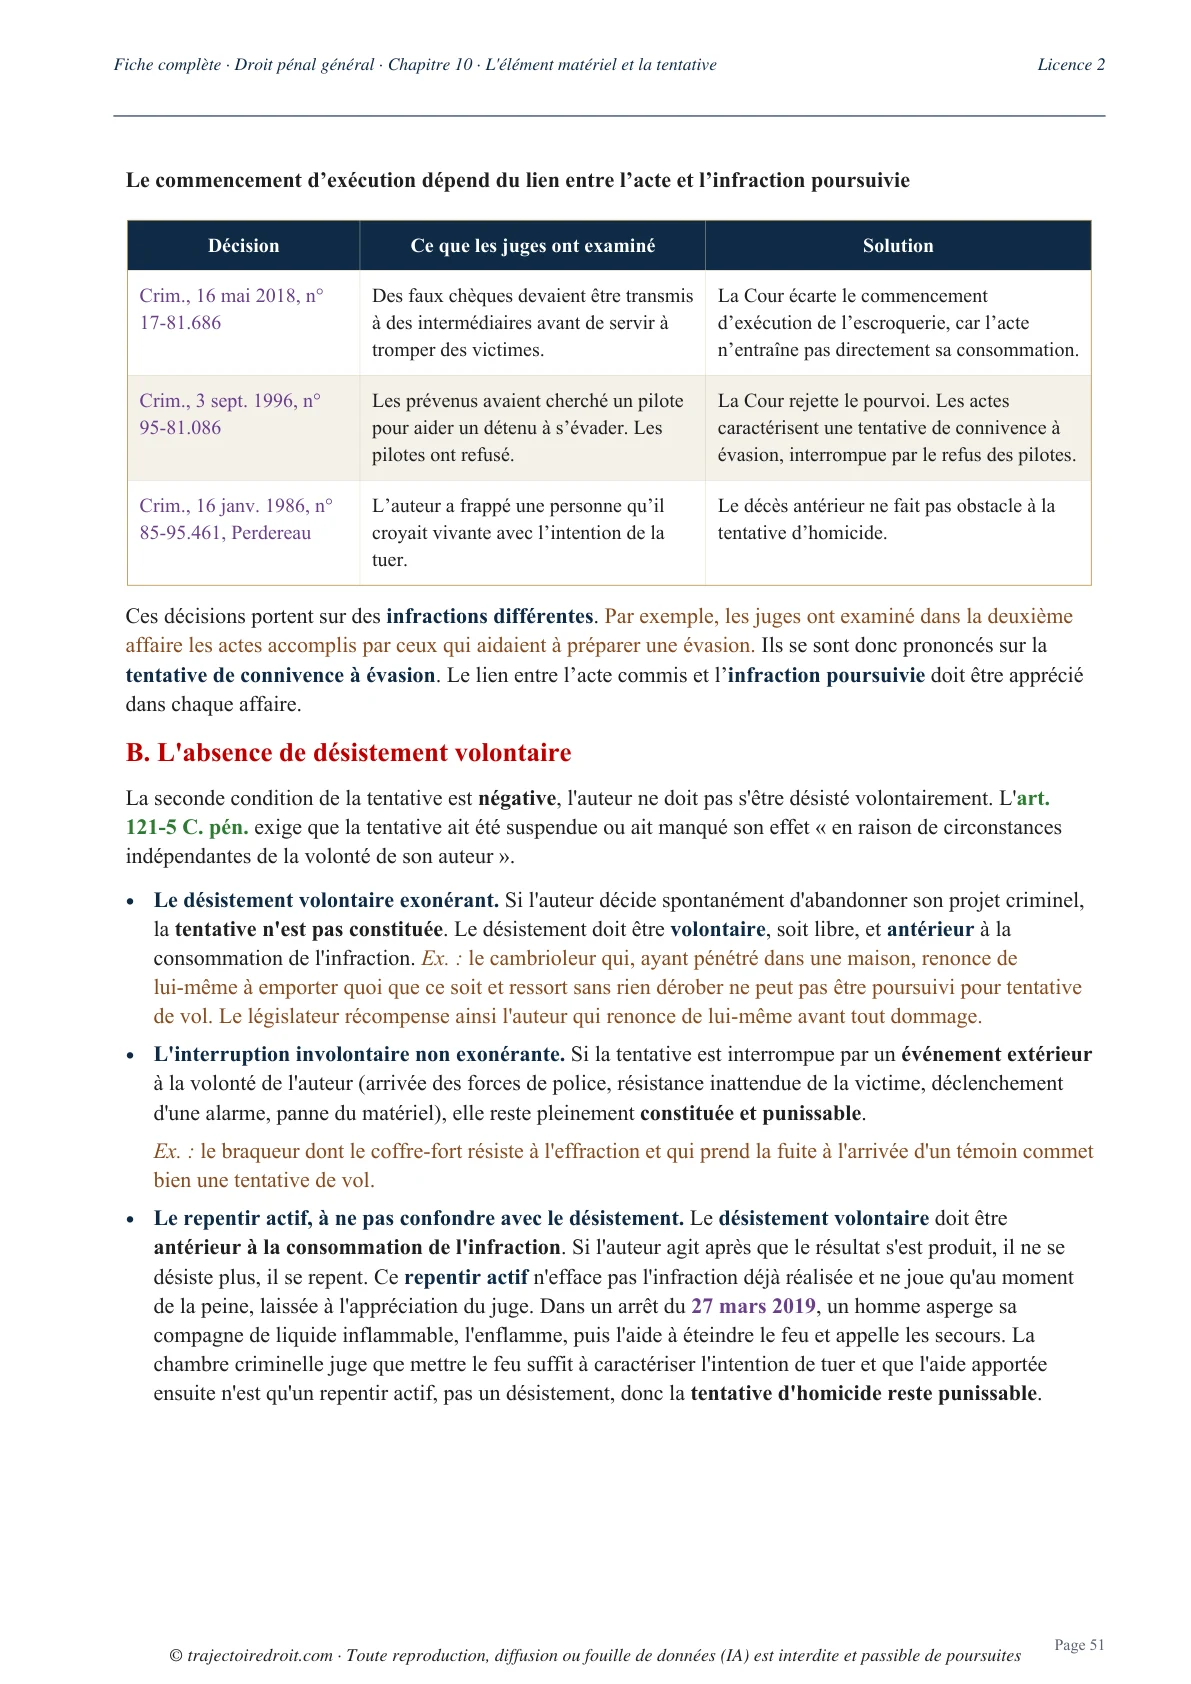 Fiche complète · Droit pénal général · Chapitre 10 · L'élément matériel et la tentative
Licence 2
Le commencement d’exécution dépend du lien entre l’acte et l’infraction poursuivie
Décision
Ce que les juges ont examiné
Solution
Crim., 16 mai 2018, n°
17-81.686
Des faux chèques devaient être transmis
à des intermédiaires avant de servir à
tromper des victimes.
La Cour écarte le commencement
d’exécution de l’escroquerie, car l’acte
n’entraîne pas directement sa consommation.
Crim., 3 sept. 1996, n°
95-81.086
Les prévenus avaient cherché un pilote
pour aider un détenu à s’évader. Les
pilotes ont refusé.
La Cour rejette le pourvoi. Les actes
caractérisent une tentative de connivence à
évasion, interrompue par le refus des pilotes.
Crim., 16 janv. 1986, n°
85-95.461, Perdereau
L’auteur a frappé une personne qu’il
croyait vivante avec l’intention de la
tuer.
Le décès antérieur ne fait pas obstacle à la
tentative d’homicide.
Ces décisions portent sur des infractions différentes. Par exemple, les juges ont examiné dans la deuxième
affaire les actes accomplis par ceux qui aidaient à préparer une évasion. Ils se sont donc prononcés sur la
tentative de connivence à évasion. Le lien entre l’acte commis et l’infraction poursuivie doit être apprécié
dans chaque affaire.
B. L'absence de désistement volontaire
La seconde condition de la tentative est négative, l'auteur ne doit pas s'être désisté volontairement. L'art.
121-5 C. pén. exige que la tentative ait été suspendue ou ait manqué son effet « en raison de circonstances
indépendantes de la volonté de son auteur ».
• Le désistement volontaire exonérant. Si l'auteur décide spontanément d'abandonner son projet criminel,
la tentative n'est pas constituée. Le désistement doit être volontaire, soit libre, et antérieur à la
consommation de l'infraction. Ex. : le cambrioleur qui, ayant pénétré dans une maison, renonce de
lui-même à emporter quoi que ce soit et ressort sans rien dérober ne peut pas être poursuivi pour tentative
de vol. Le législateur récompense ainsi l'auteur qui renonce de lui-même avant tout dommage.
• L'interruption involontaire non exonérante. Si la tentative est interrompue par un événement extérieur
à la volonté de l'auteur (arrivée des forces de police, résistance inattendue de la victime, déclenchement
d'une alarme, panne du matériel), elle reste pleinement constituée et punissable.
Ex. : le braqueur dont le coffre-fort résiste à l'effraction et qui prend la fuite à l'arrivée d'un témoin commet
bien une tentative de vol.
• Le repentir actif, à ne pas confondre avec le désistement. Le désistement volontaire doit être
antérieur à la consommation de l'infraction. Si l'auteur agit après que le résultat s'est produit, il ne se
désiste plus, il se repent. Ce repentir actif n'efface pas l'infraction déjà réalisée et ne joue qu'au moment
de la peine, laissée à l'appréciation du juge. Dans un arrêt du 27 mars 2019, un homme asperge sa
compagne de liquide inflammable, l'enflamme, puis l'aide à éteindre le feu et appelle les secours. La
chambre criminelle juge que mettre le feu suffit à caractériser l'intention de tuer et que l'aide apportée
ensuite n'est qu'un repentir actif, pas un désistement, donc la tentative d'homicide reste punissable.
© trajectoiredroit.com · Toute reproduction, diffusion ou fouille de données (IA) est interdite et passible de poursuites
Page 51